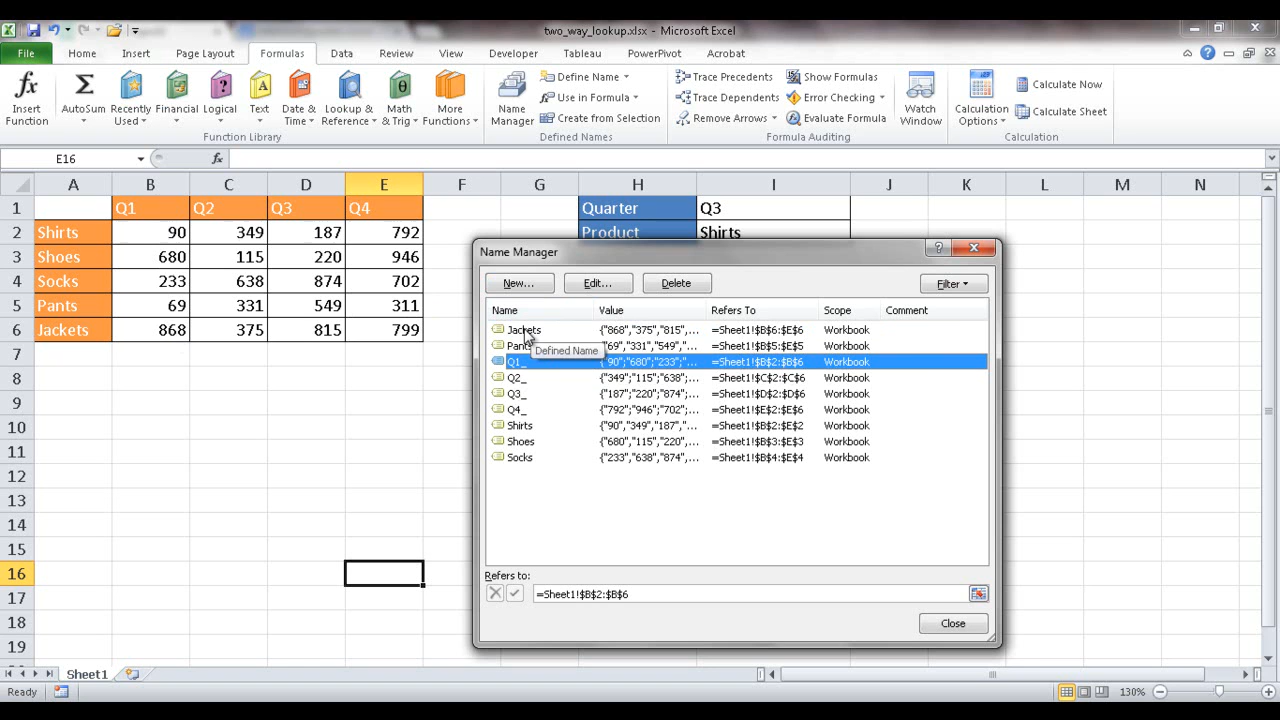 two_way_lookup.xlsx - Microsoft Excel
File Home Insert Page Layout Formulas Data Review View Developer Tableau PowerPivot Acrobat
Insert Function
AutoSum
Recently Used
Financial
Logical
Text
Date & Time
Lookup & Reference
Math & Trig
More Functions
Function Library
Name Manager
Define Name
Use in Formula
Create from Selection
Defined Names
Trace Precedents
Trace Dependents
Remove Arrows
Show Formulas
Error Checking
Evaluate Formula
Formula Auditing
Watch Window
Calculation Options
Calculate Now
Calculate Sheet
Calculation
E16 fx
A B C D E F G H I J K L M N
1 Q1 Q2 Q3 Q4 Quarter Q3
2 Shirts 90 349 187 792 Product Shirts
3 Shoes 680 115 220 946
4 Socks 233 638 874 702
5 Pants 69 331 549 311
6 Jackets 868 375 815 799
7
8
9
10
11
12
13
14
15
16
17
18
19
Name Manager
New... Edit... Delete Filter
Name Value Refers To Scope Comment
Jackets {"868","375","815",... =Sheet1!$B$6:$E$6 Workbook
Pants {"69","331","549",... =Sheet1!$B$5:$E$5 Workbook
Defined Name
Q1_ {"90";"680";"233";... =Sheet1!$B$2:$B$6 Workbook
Q2_ {"349";"115";"638";... =Sheet1!$C$2:$C$6 Workbook
Q3_ {"187";"220";"874";... =Sheet1!$D$2:$D$6 Workbook
Q4_ {"792";"946";"702";... =Sheet1!$E$2:$E$6 Workbook
Shirts {"90","349","187","... =Sheet1!$B$2:$E$2 Workbook
Shoes {"680","115","220",... =Sheet1!$B$3:$E$3 Workbook
Socks {"233","638","874",... =Sheet1!$B$4:$E$4 Workbook
Refers to:
=Sheet1!$B$2:$B$6
Close
Sheet1
Ready 130%